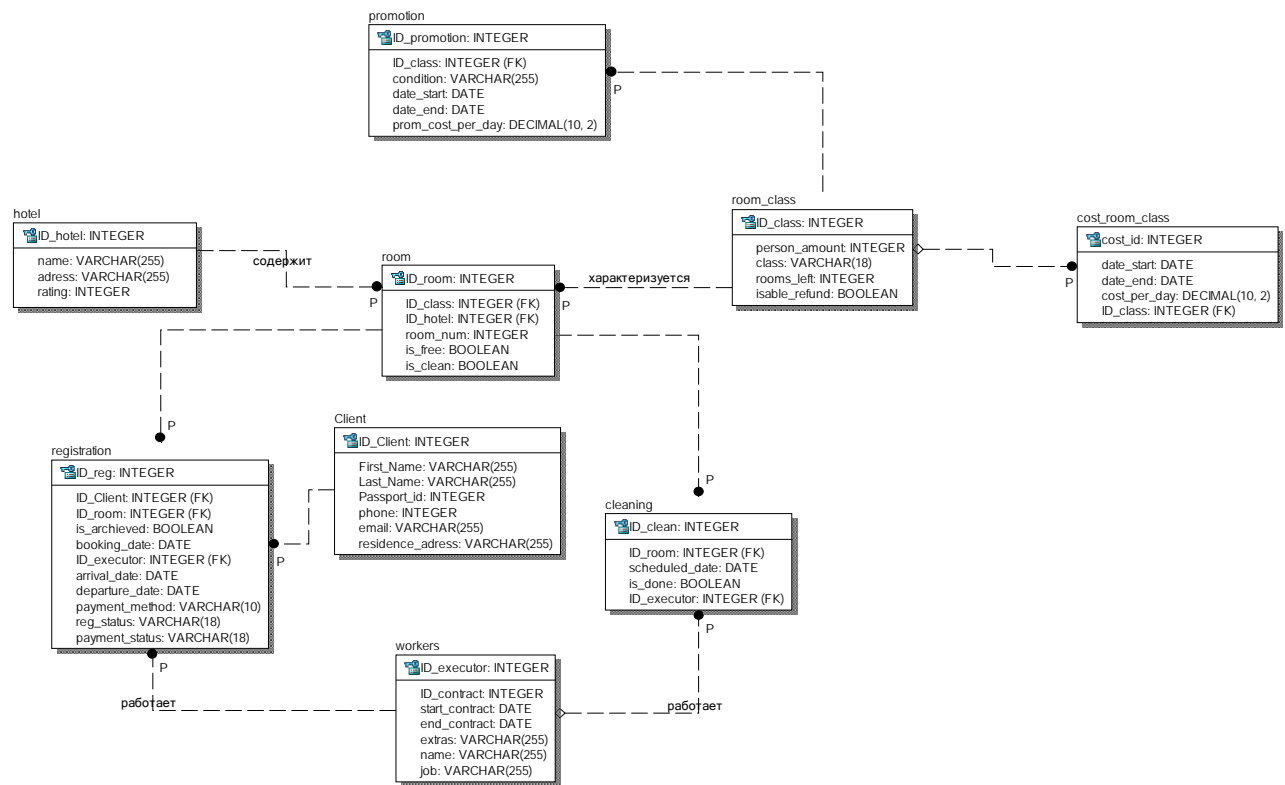 promotion
ID_promotion: INTEGER
ID_class: INTEGER (FK)
condition: VARCHAR(255)
date_start: DATE
date_end: DATE
prom_cost_per_day: DECIMAL(10, 2)
P
hotel
ID_hotel: INTEGER
name: VARCHAR(255)
adress: VARCHAR(255)
rating: INTEGER
содержит
P
room
ID_room: INTEGER
ID_class: INTEGER (FK)
ID_hotel: INTEGER (FK)
room_num: INTEGER
is_free: BOOLEAN
is_clean: BOOLEAN
характеризуется
P
room_class
ID_class: INTEGER
person_amount: INTEGER
class: VARCHAR(18)
rooms_left: INTEGER
isable_refund: BOOLEAN
cost_room_class
cost_id: INTEGER
date_start: DATE
date_end: DATE
cost_per_day: DECIMAL(10, 2)
ID_class: INTEGER (FK)
P
P
registration
ID_reg: INTEGER
ID_Client: INTEGER (FK)
ID_room: INTEGER (FK)
is_archieved: BOOLEAN
booking_date: DATE
ID_executor: INTEGER (FK)
arrival_date: DATE
departure_date: DATE
payment_method: VARCHAR(10)
reg_status: VARCHAR(18)
payment_status: VARCHAR(18)
P
P
Client
ID_Client: INTEGER
First_Name: VARCHAR(255)
Last_Name: VARCHAR(255)
Passport_id: INTEGER
phone: INTEGER
email: VARCHAR(255)
residence_adress: VARCHAR(255)
P
cleaning
ID_clean: INTEGER
ID_room: INTEGER (FK)
scheduled_date: DATE
is_done: BOOLEAN
ID_executor: INTEGER (FK)
P
работает
workers
ID_executor: INTEGER
ID_contract: INTEGER
start_contract: DATE
end_contract: DATE
extras: VARCHAR(255)
name: VARCHAR(255)
job: VARCHAR(255)
работает